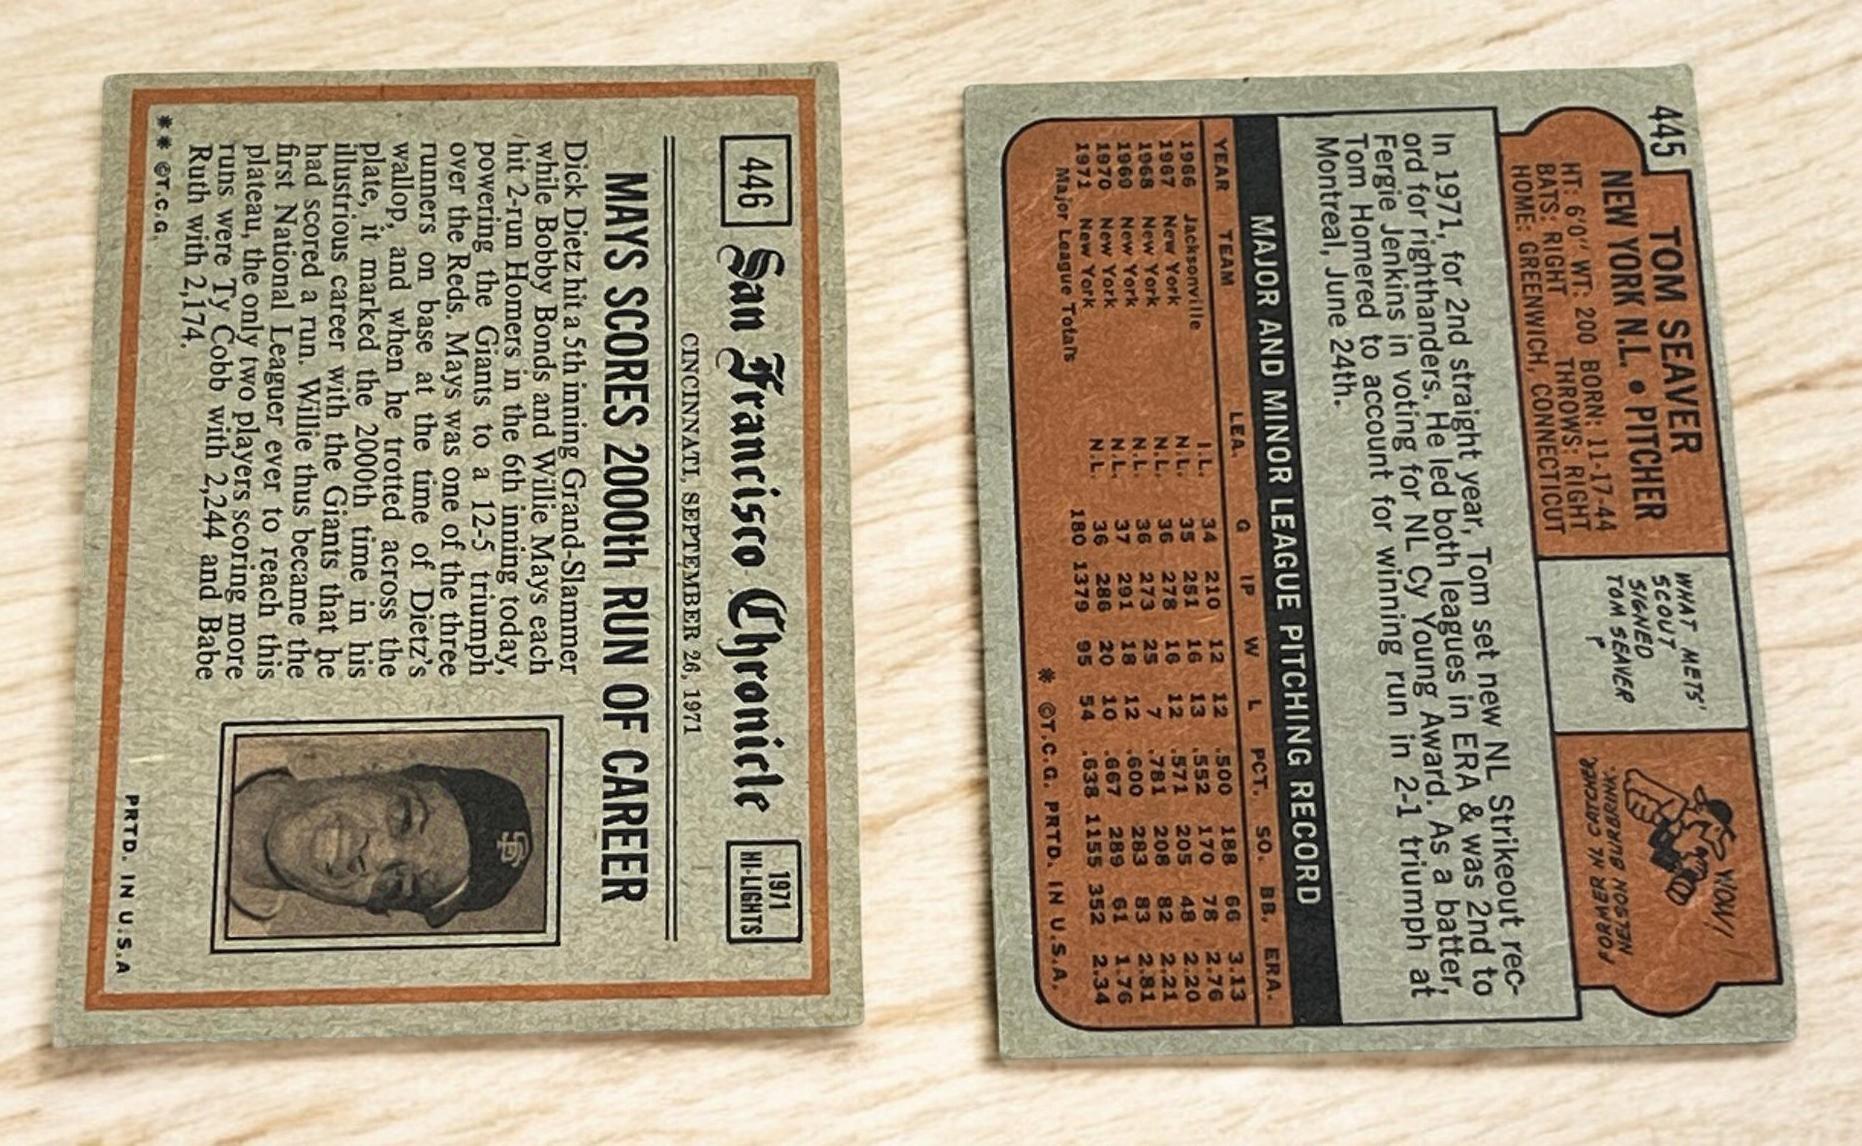 446 San Francisco Chronicle 1971
HI-LIGHTS
CINCINNATI, SEPTEMBER 26, 1971
MAYS SCORES 2000th RUN OF CAREER
Dick Dietz hit a 5th inning Grand-Slammer
while Bobby Bonds and Willie Mays each
hit 2-run Homers in the 6th inning today,
powering the Giants to a 12-5 triumph
over the Reds. Mays was one of the three
runners on base at the time of Dietz's
wallop, and when he trotted across the
plate, it marked the 2000th time in his
illustrious career with the Giants that he
had scored a run. Willie thus became the
first National Leaguer ever to reach this
plateau, the only two players scoring more
runs were Ty Cobb with 2,244 and Babe
Ruth with 2,174.
** ©T.C.G. PRTD. IN U.S.A
445
TOM SEAVER
NEW YORK N.L. • PITCHER
HT: 6'0" WT: 200 BORN: 11-17-44
BATS: RIGHT THROWS: RIGHT
HOME: GREENWICH, CONNECTICUT
WHAT METS'
SCOUT
SIGNED
TOM SEAVER
?
WOW!
FORMER NL CATCHER,
NELSON BURBRINK.
In 1971, for 2nd straight year, Tom set new NL Strikeout rec-
ord for righthanders. He led both leagues in ERA & was 2nd to
Fergie Jenkins in voting for NL Cy Young Award. As a batter,
Tom Homered to account for winning run in 2-1 triumph at
Montreal, June 24th.
MAJOR AND MINOR LEAGUE PITCHING RECORD
YEAR TEAM LEA. G IP W L PCT. SO. BB. ERA.
1966 Jacksonville I.L. 34 210 12 12 .500 188 66 3.13
1967 New York N.L. 35 251 16 13 .552 170 78 2.76
1968 New York N.L. 36 278 16 12 .571 205 48 2.20
1969 New York N.L. 36 273 25 7 .781 208 82 2.21
1970 New York N.L. 37 291 18 12 .600 283 83 2.81
1971 New York N.L. 36 286 20 10 .667 289 61 1.76
Major League Totals 180 1379 95 54 .638 1155 352 2.34
* ©T.C.G. PRTD. IN U.S.A.